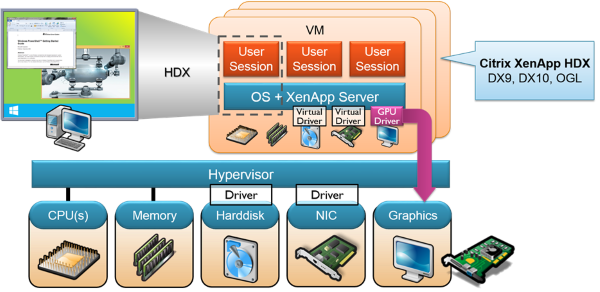 HDX
VM
User
Session
User
Session
User
Session
OS + XenApp Server
Virtual
Driver
Virtual
Driver
GPU
Driver
Citrix XenApp HDX
DX9, DX10, OGL
Hypervisor
Driver
Driver
CPU(s)
Memory
Harddisk
NIC
Graphics